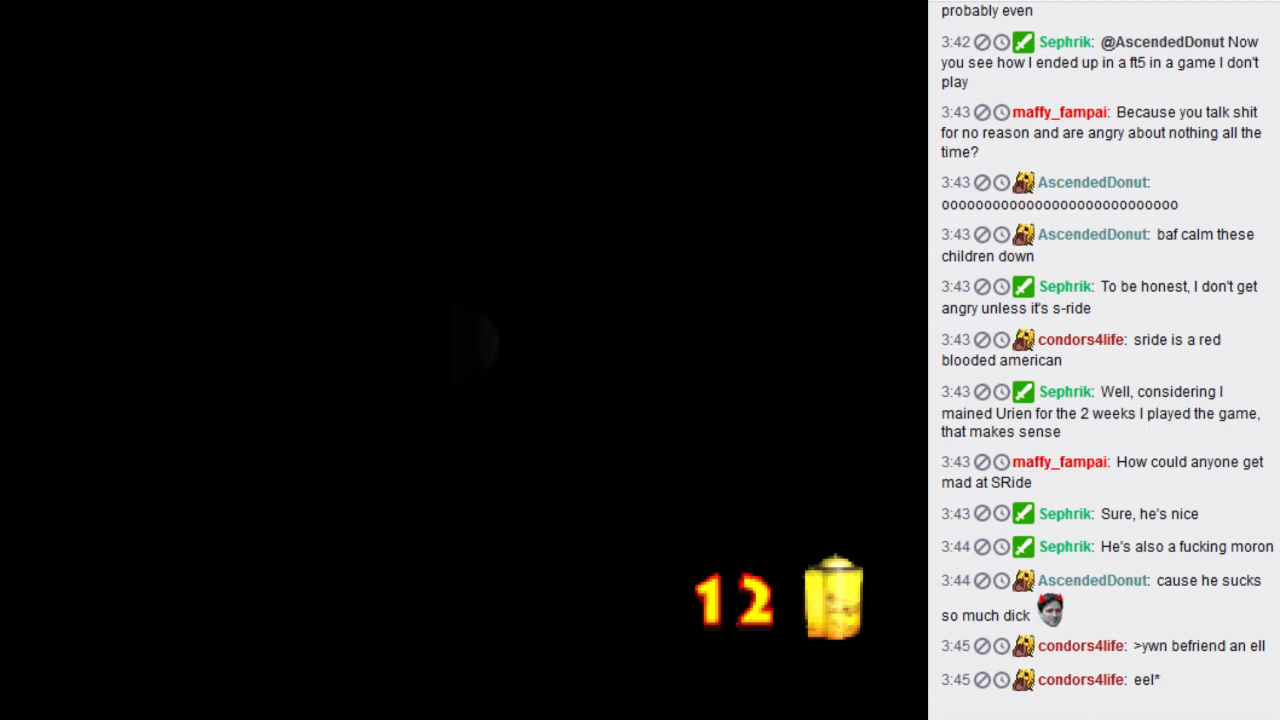 probably even
3:42 Sephrik: @AscendedDonut Now
you see how I ended up in a ft5 in a game I don't
play
3:43 maffy_fampai: Because you talk shit
for no reason and are angry about nothing all the
time?
3:43 AscendedDonut:
oooooooooooooooooooooooooooo
3:43 AscendedDonut: baf calm these
children down
3:43 Sephrik: To be honest, I don't get
angry unless it's s-ride
3:43 condors4life: sride is a red
blooded american
3:43 Sephrik: Well, considering I
mained Urien for the 2 weeks I played the game,
that makes sense
3:43 maffy_fampai: How could anyone get
mad at SRide
3:43 Sephrik: Sure, he's nice
3:44 Sephrik: He's also a fucking moron
3:44 AscendedDonut: cause he sucks
so much dick
3:45 condors4life: >ywn befriend an ell
3:45 condors4life: eel*
12